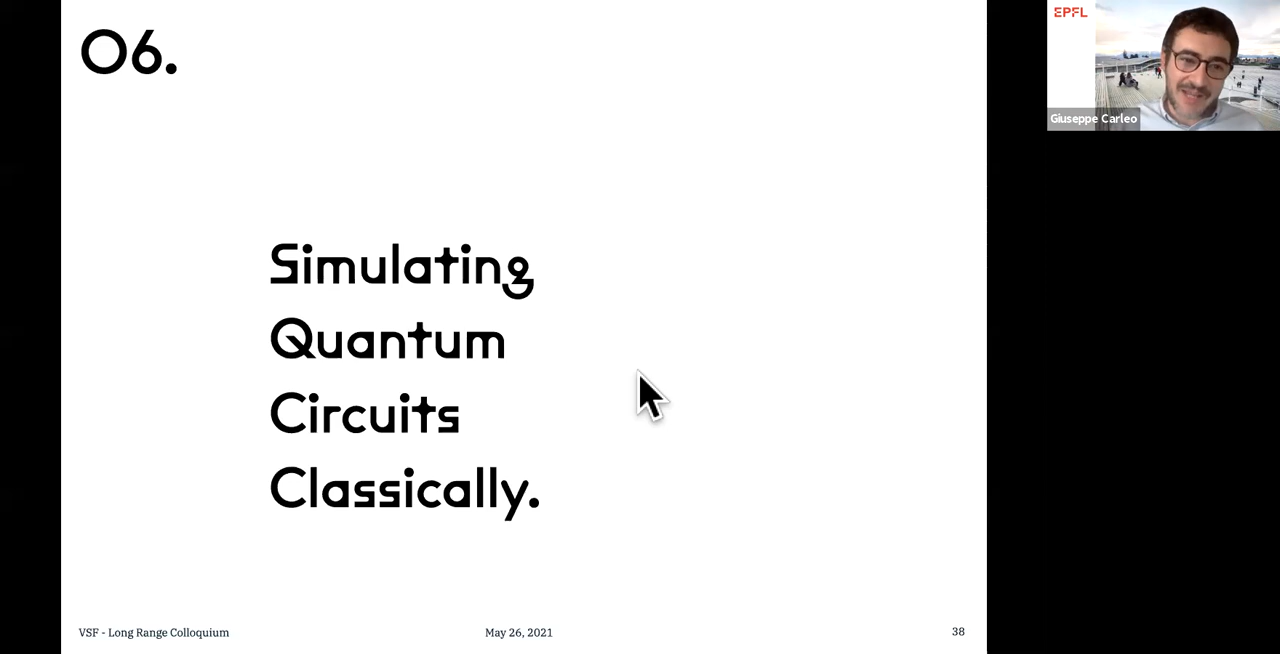 06.
Simulating
Quantum
Circuits
Classically.
VSF - Long Range Colloquium
May 26, 2021
38
EPFL
Giuseppe Carleo